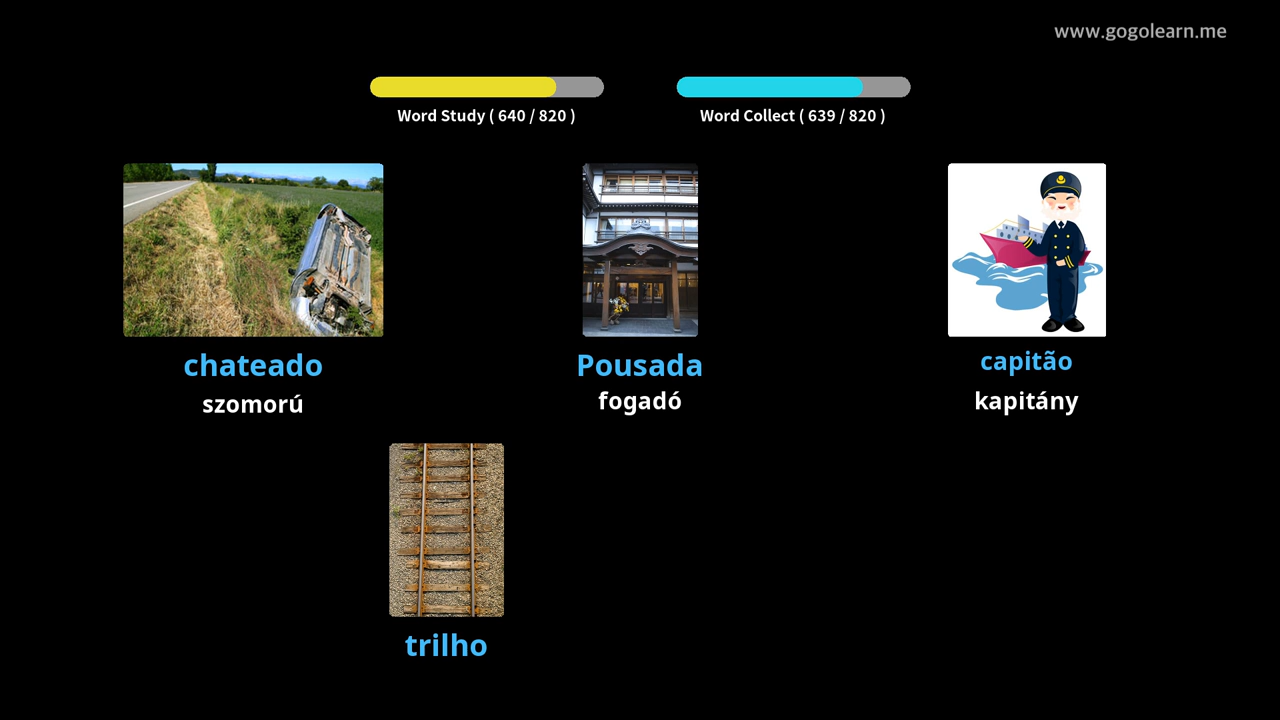 www.gogolearn.me
Word Study ( 640 / 820 )
Word Collect ( 639 / 820 )
chateado
szomorú
Pousada
fogadó
capitão
kapitány
trilho